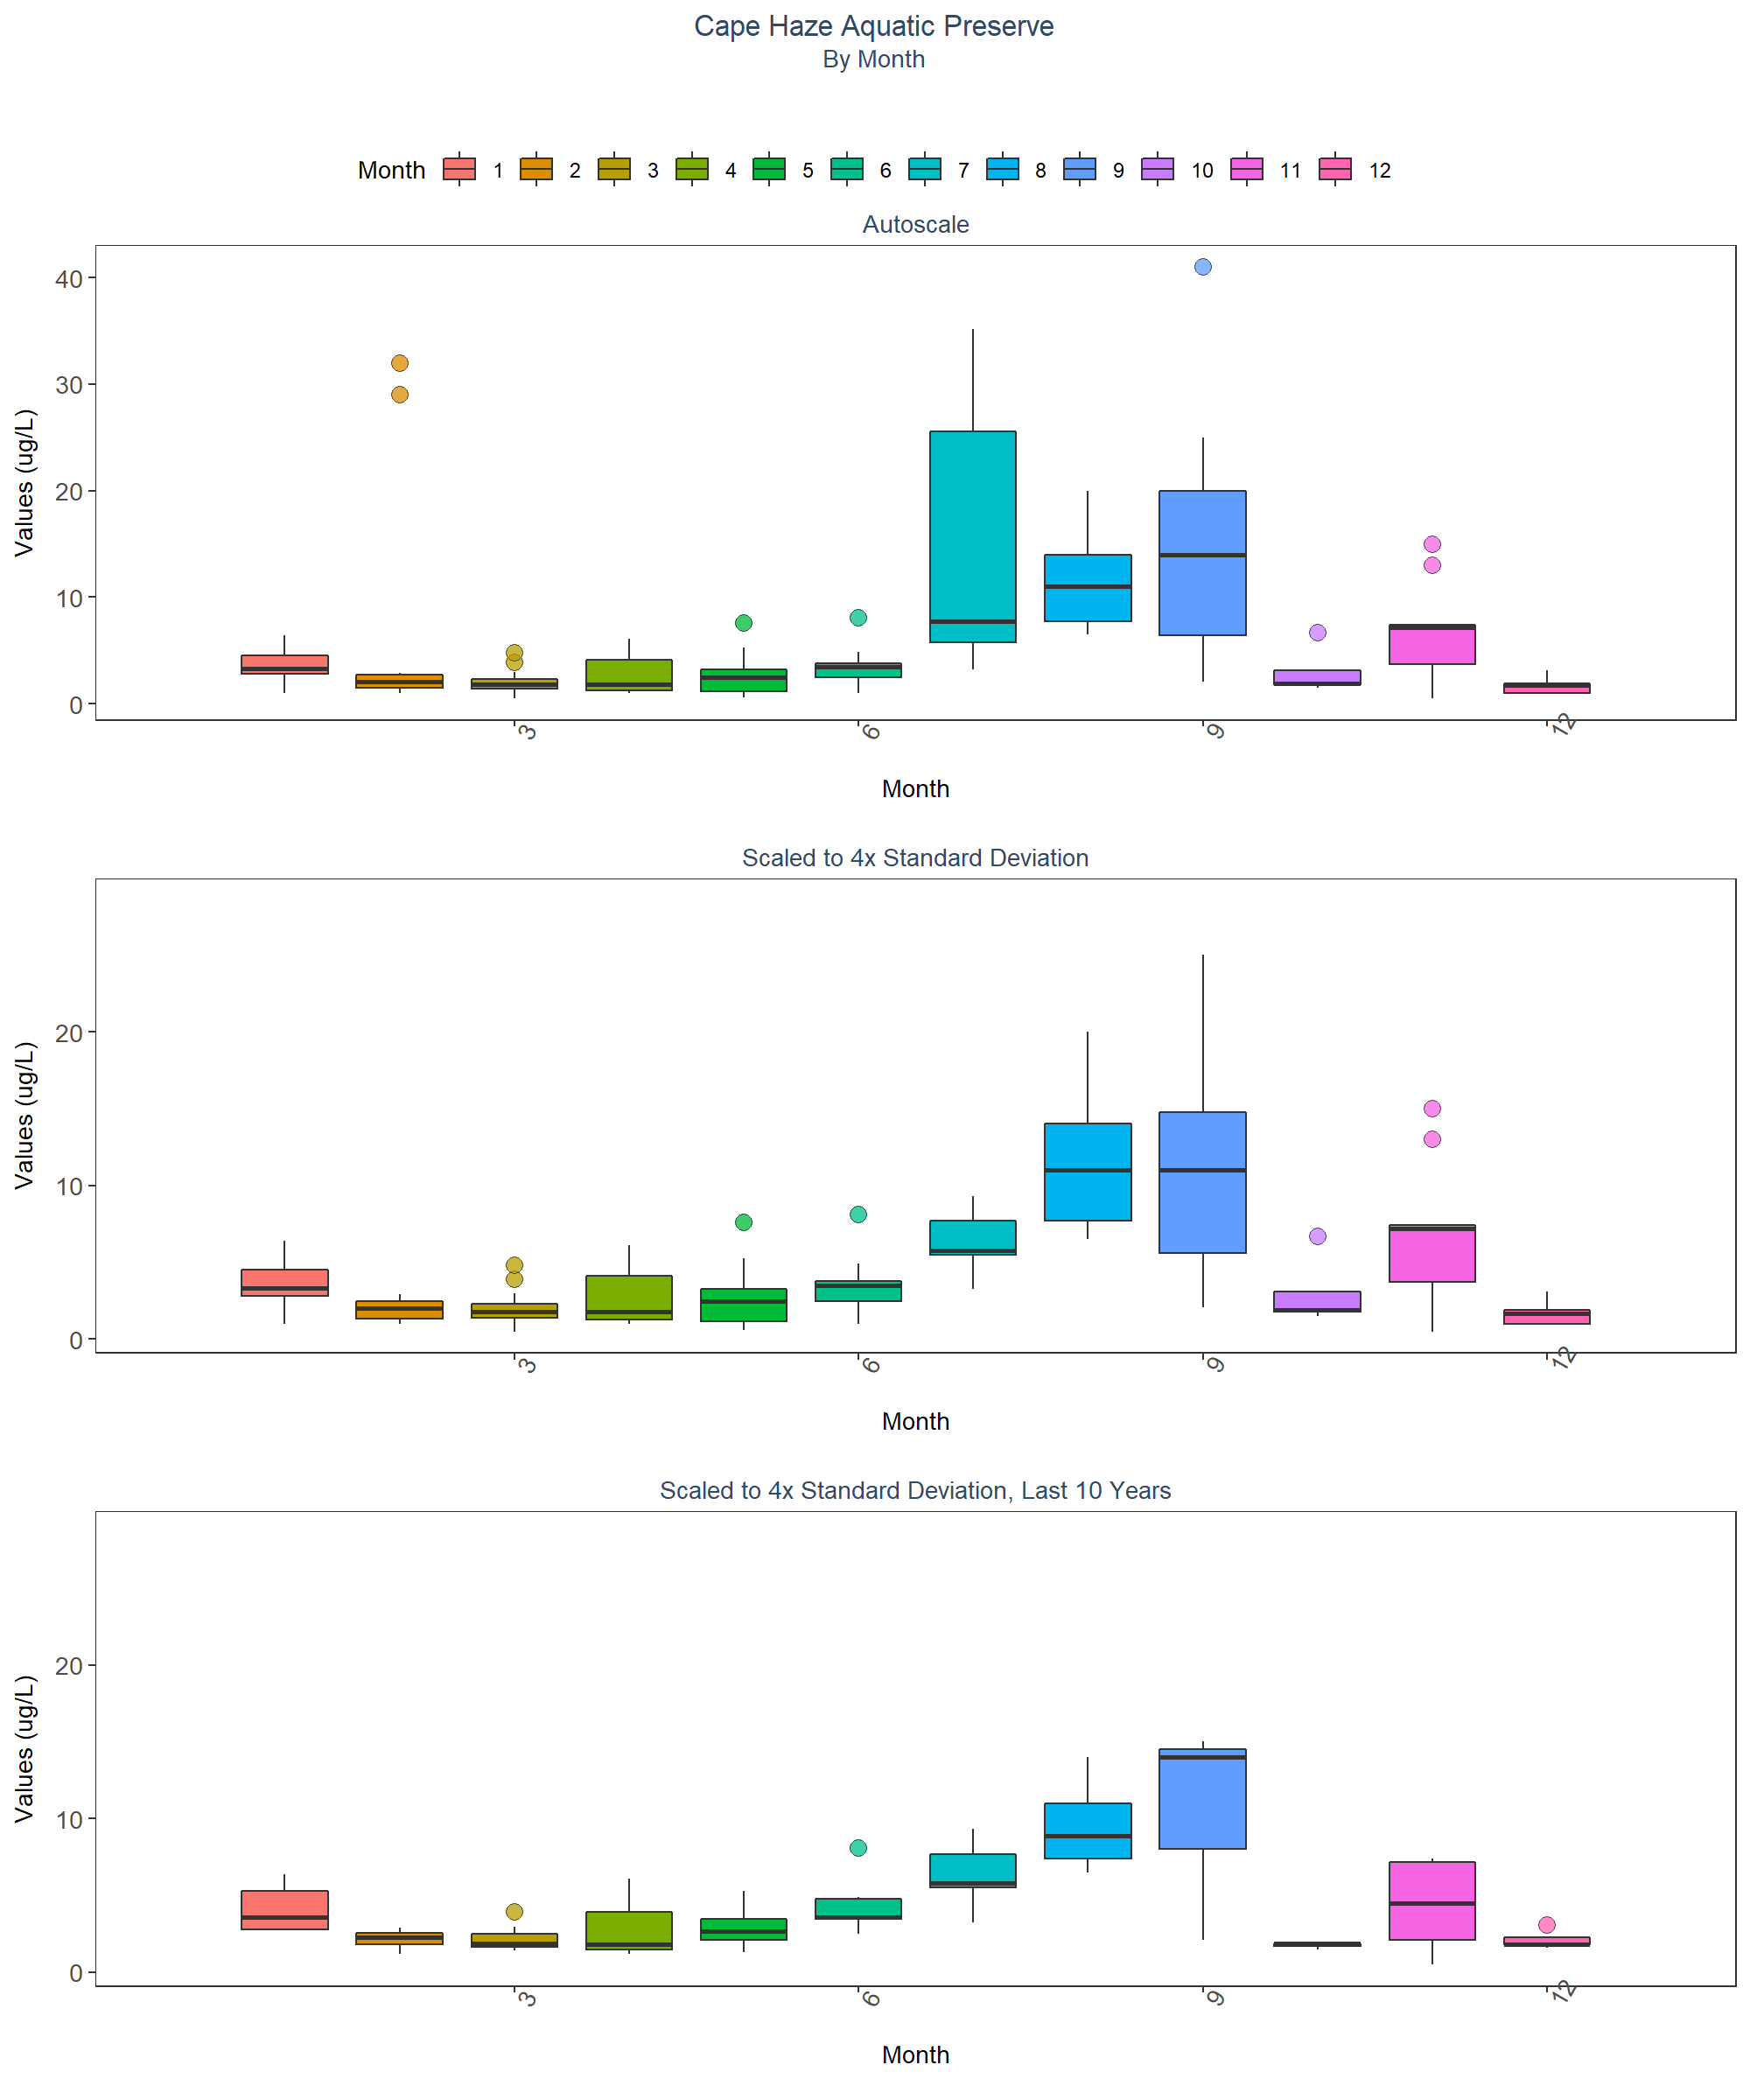 Cape Haze Aquatic Preserve
By Month
Month 1 2 3 4 5 6 7 8 9 10 11 12
Autoscale
Values (ug/L)
40
30
20
10
0
3 6 9 12
Month
Scaled to 4x Standard Deviation
Values (ug/L)
20
10
0
3 6 9 12
Month
Scaled to 4x Standard Deviation, Last 10 Years
Values (ug/L)
20
10
0
3 6 9 12
Month